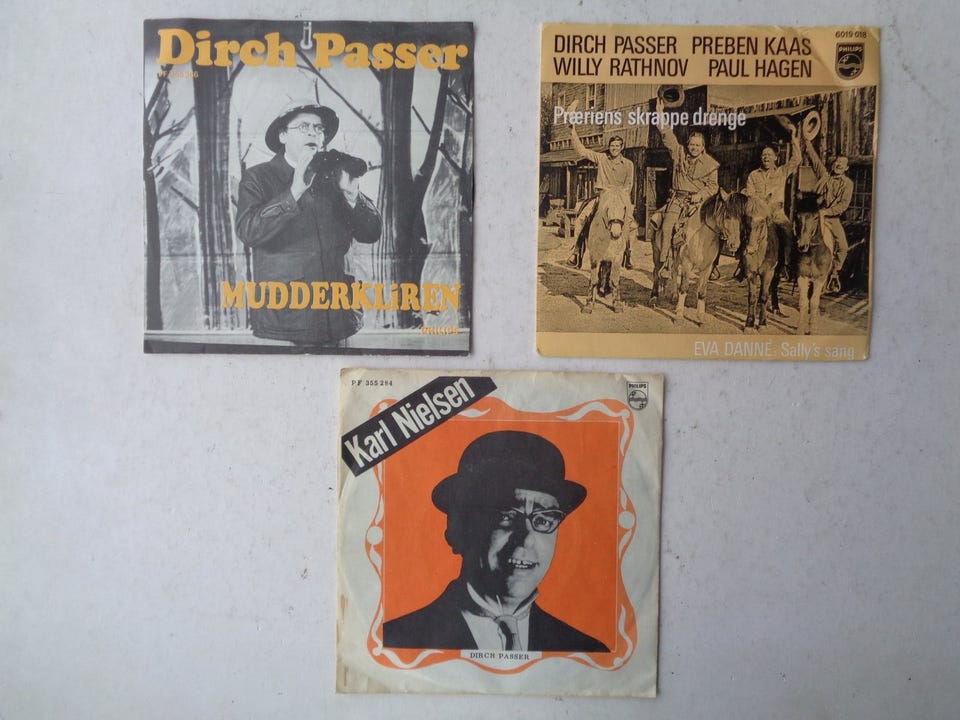 Dirch Passer
MUDDERKLiREN
PHILIPS
6019 018
DIRCH PASSER PREBEN KAAS
WILLY RATHNOV PAUL HAGEN
PHILIPS
Præriens skrappe drenge
EVA DANNÉ: Sally's sang
PF 355 284
Karl Nielsen
PHILIPS
DIRCH PASSER